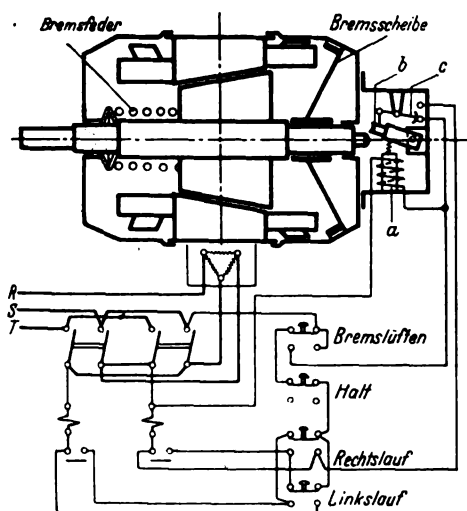 Bremsfeder
Bremsscheibe
b
c
a
R
S
T
Bremslüften
Halt
Rechtslauf
Linkslauf